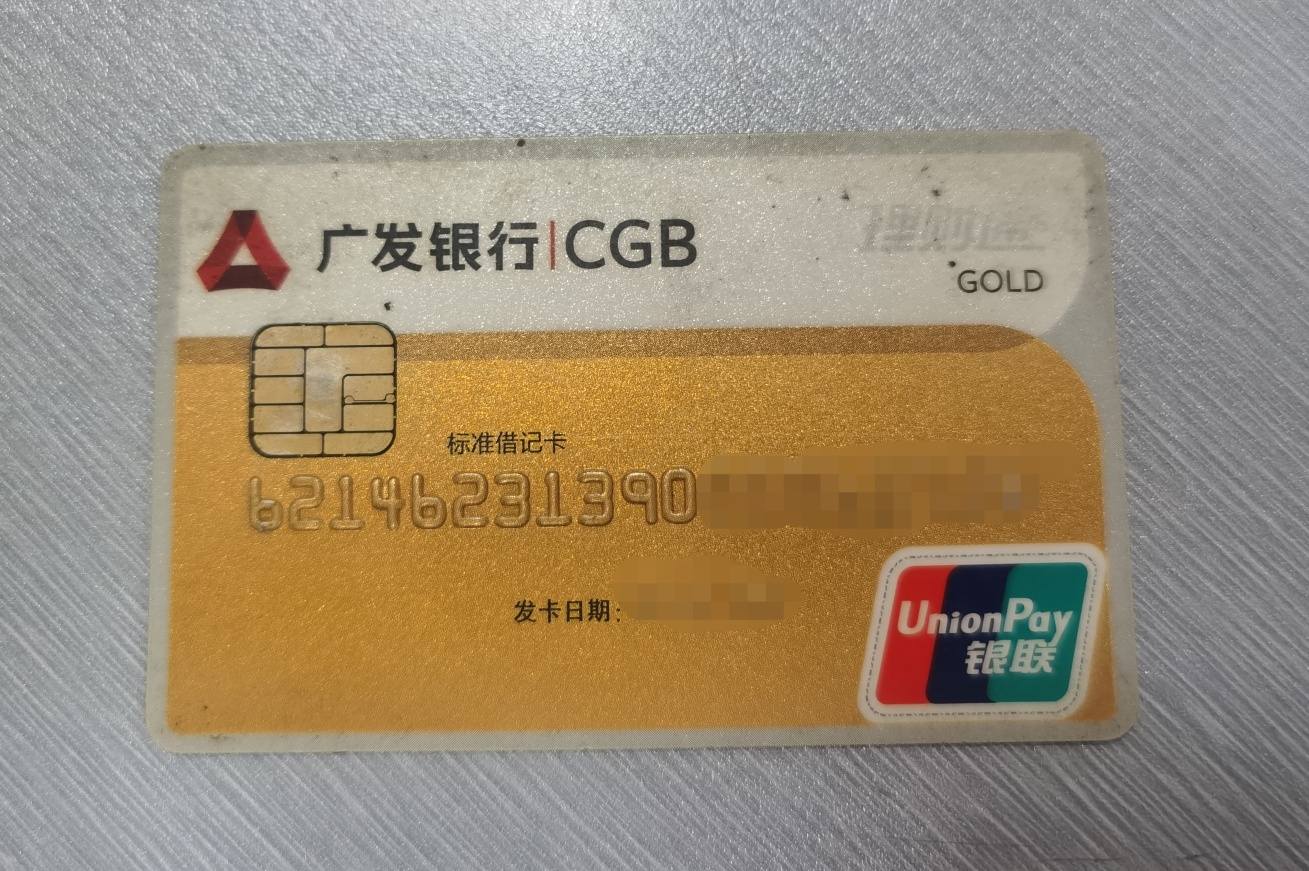 广发银行|CGB
理财通
GOLD
标准借记卡
62146231390
发卡日期:
UnionPay
银联